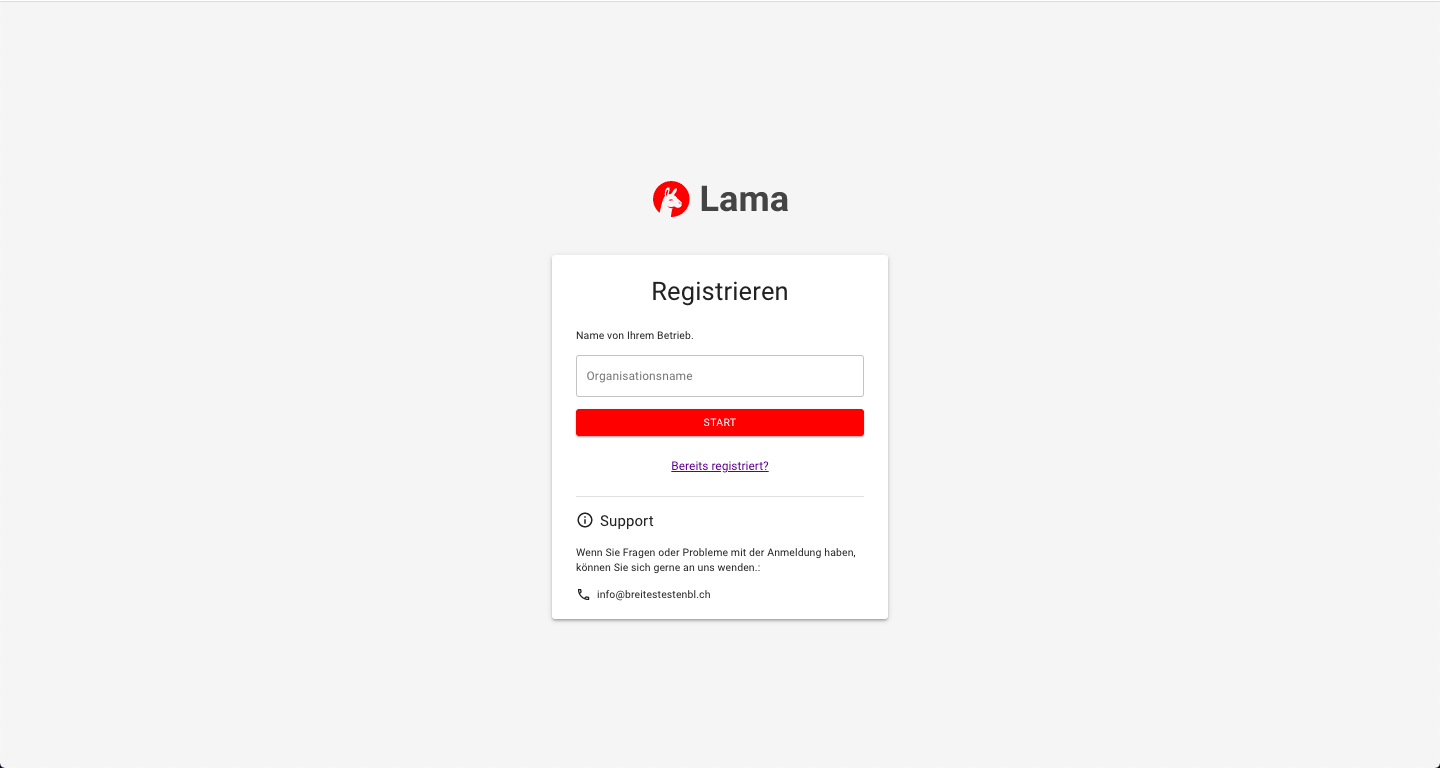 Lama
Registrieren
Name von Ihrem Betrieb.
Organisationsname
START
Bereits registriert?
Support
Wenn Sie Fragen oder Probleme mit der Anmeldung haben,
können Sie sich gerne an uns wenden.:
info@breitestestenbl.ch